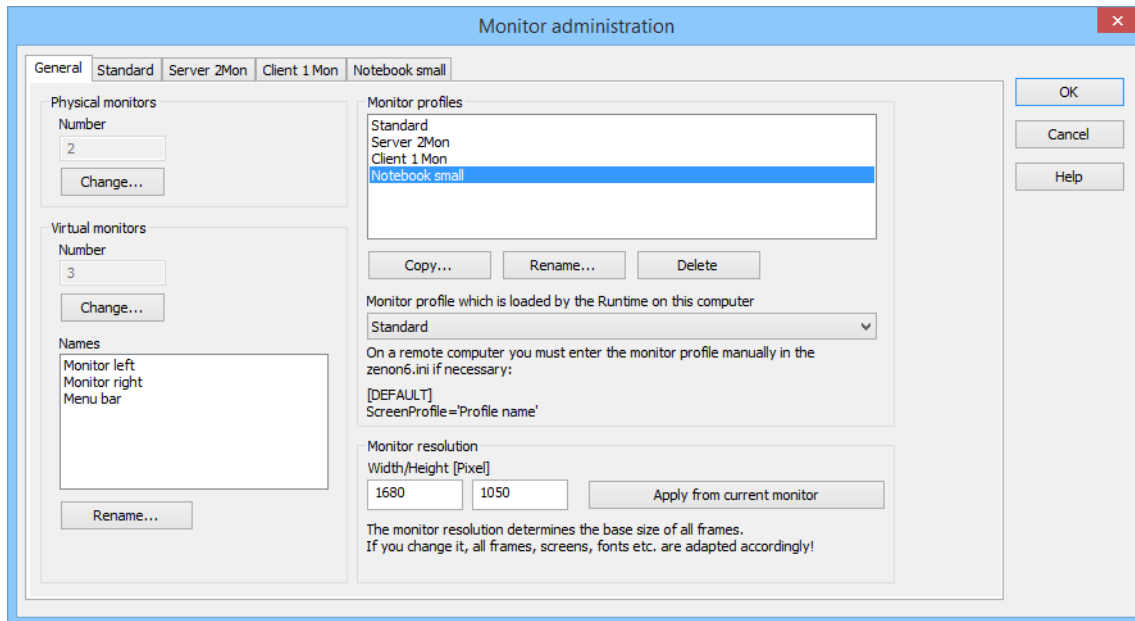 Monitor administration
×
General
Standard
Server 2Mon
Client 1 Mon
Notebook small
Physical monitors
Number
2
Change...
Virtual monitors
Number
3
Change...
Names
Monitor left
Monitor right
Menu bar
Rename...
Monitor profiles
Standard
Server 2Mon
Client 1 Mon
Notebook small
Copy...
Rename...
Delete
Monitor profile which is loaded by the Runtime on this computer
Standard
On a remote computer you must enter the monitor profile manually in the
zenon6.ini if necessary:
[DEFAULT]
ScreenProfile='Profile name'
Monitor resolution
Width/Height [Pixel]
1680
1050
Apply from current monitor
The monitor resolution determines the base size of all frames.
If you change it, all frames, screens, fonts etc. are adapted accordingly!
OK
Cancel
Help